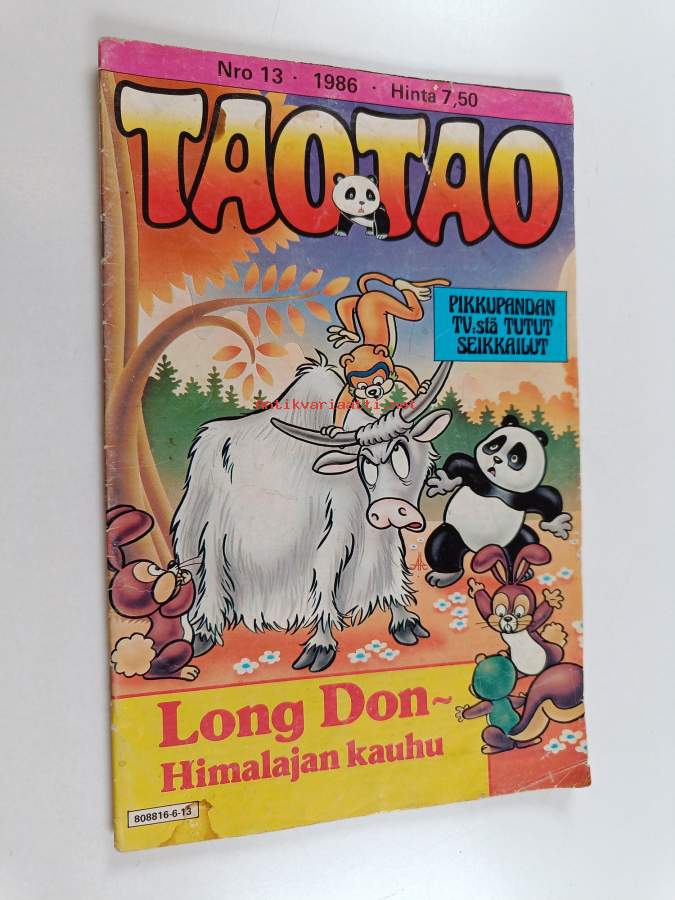 Nro 13 · 1986 · Hinta 7,50
TAOTAO
PIKKUPANDAN
TV:stä TUTUT
SEIKKAILUT
antikvariaatti.net
Long Don~
Himalajan kauhu
808816-6-13